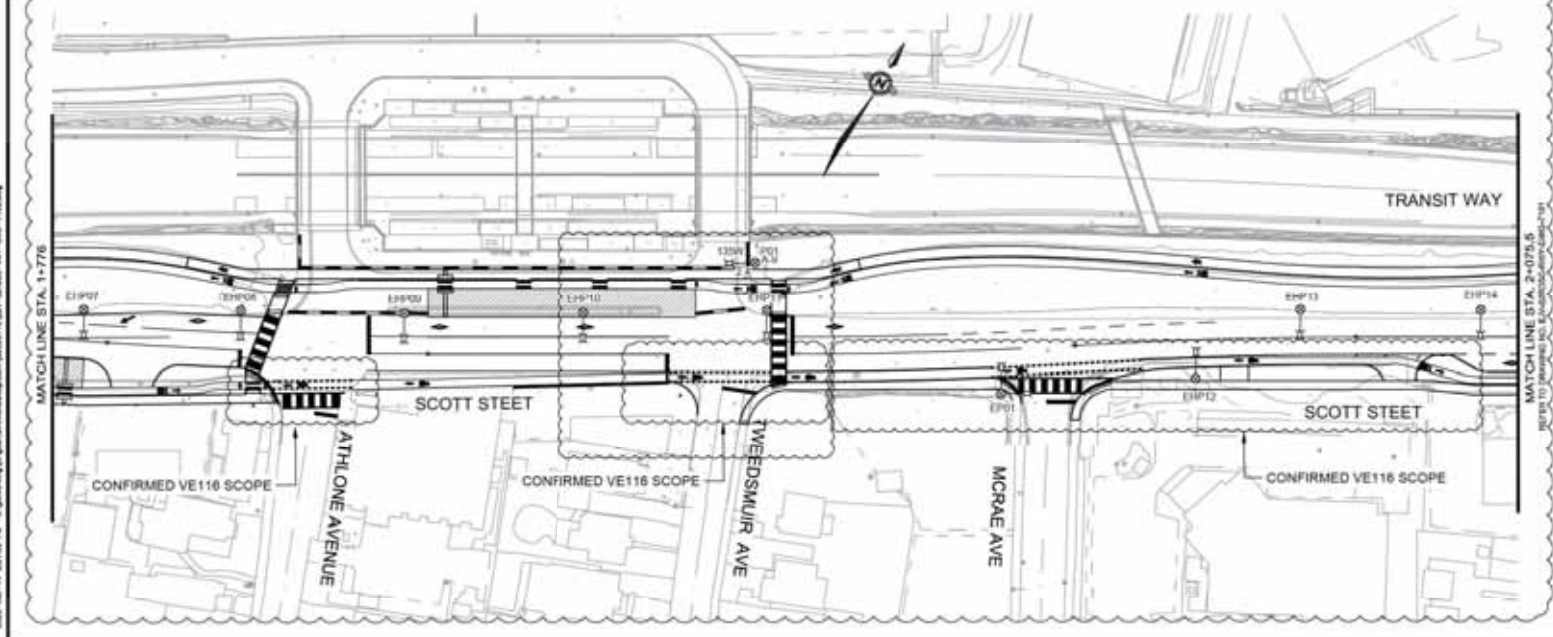 N
TRANSIT WAY
MATCH LINE STA. 1+776
MATCH LINE STA. 2+075.5
EHP07
EHP08
EHP09
EHP10
EHP13
EHP14
SCOTT STEET
EP01
EHP12
SCOTT STEET
CONFIRMED VE116 SCOPE
ATHLONE AVENUE
CONFIRMED VE116 SCOPE
TWEEDSMUIR AVE
MCRAE AVE
CONFIRMED VE116 SCOPE